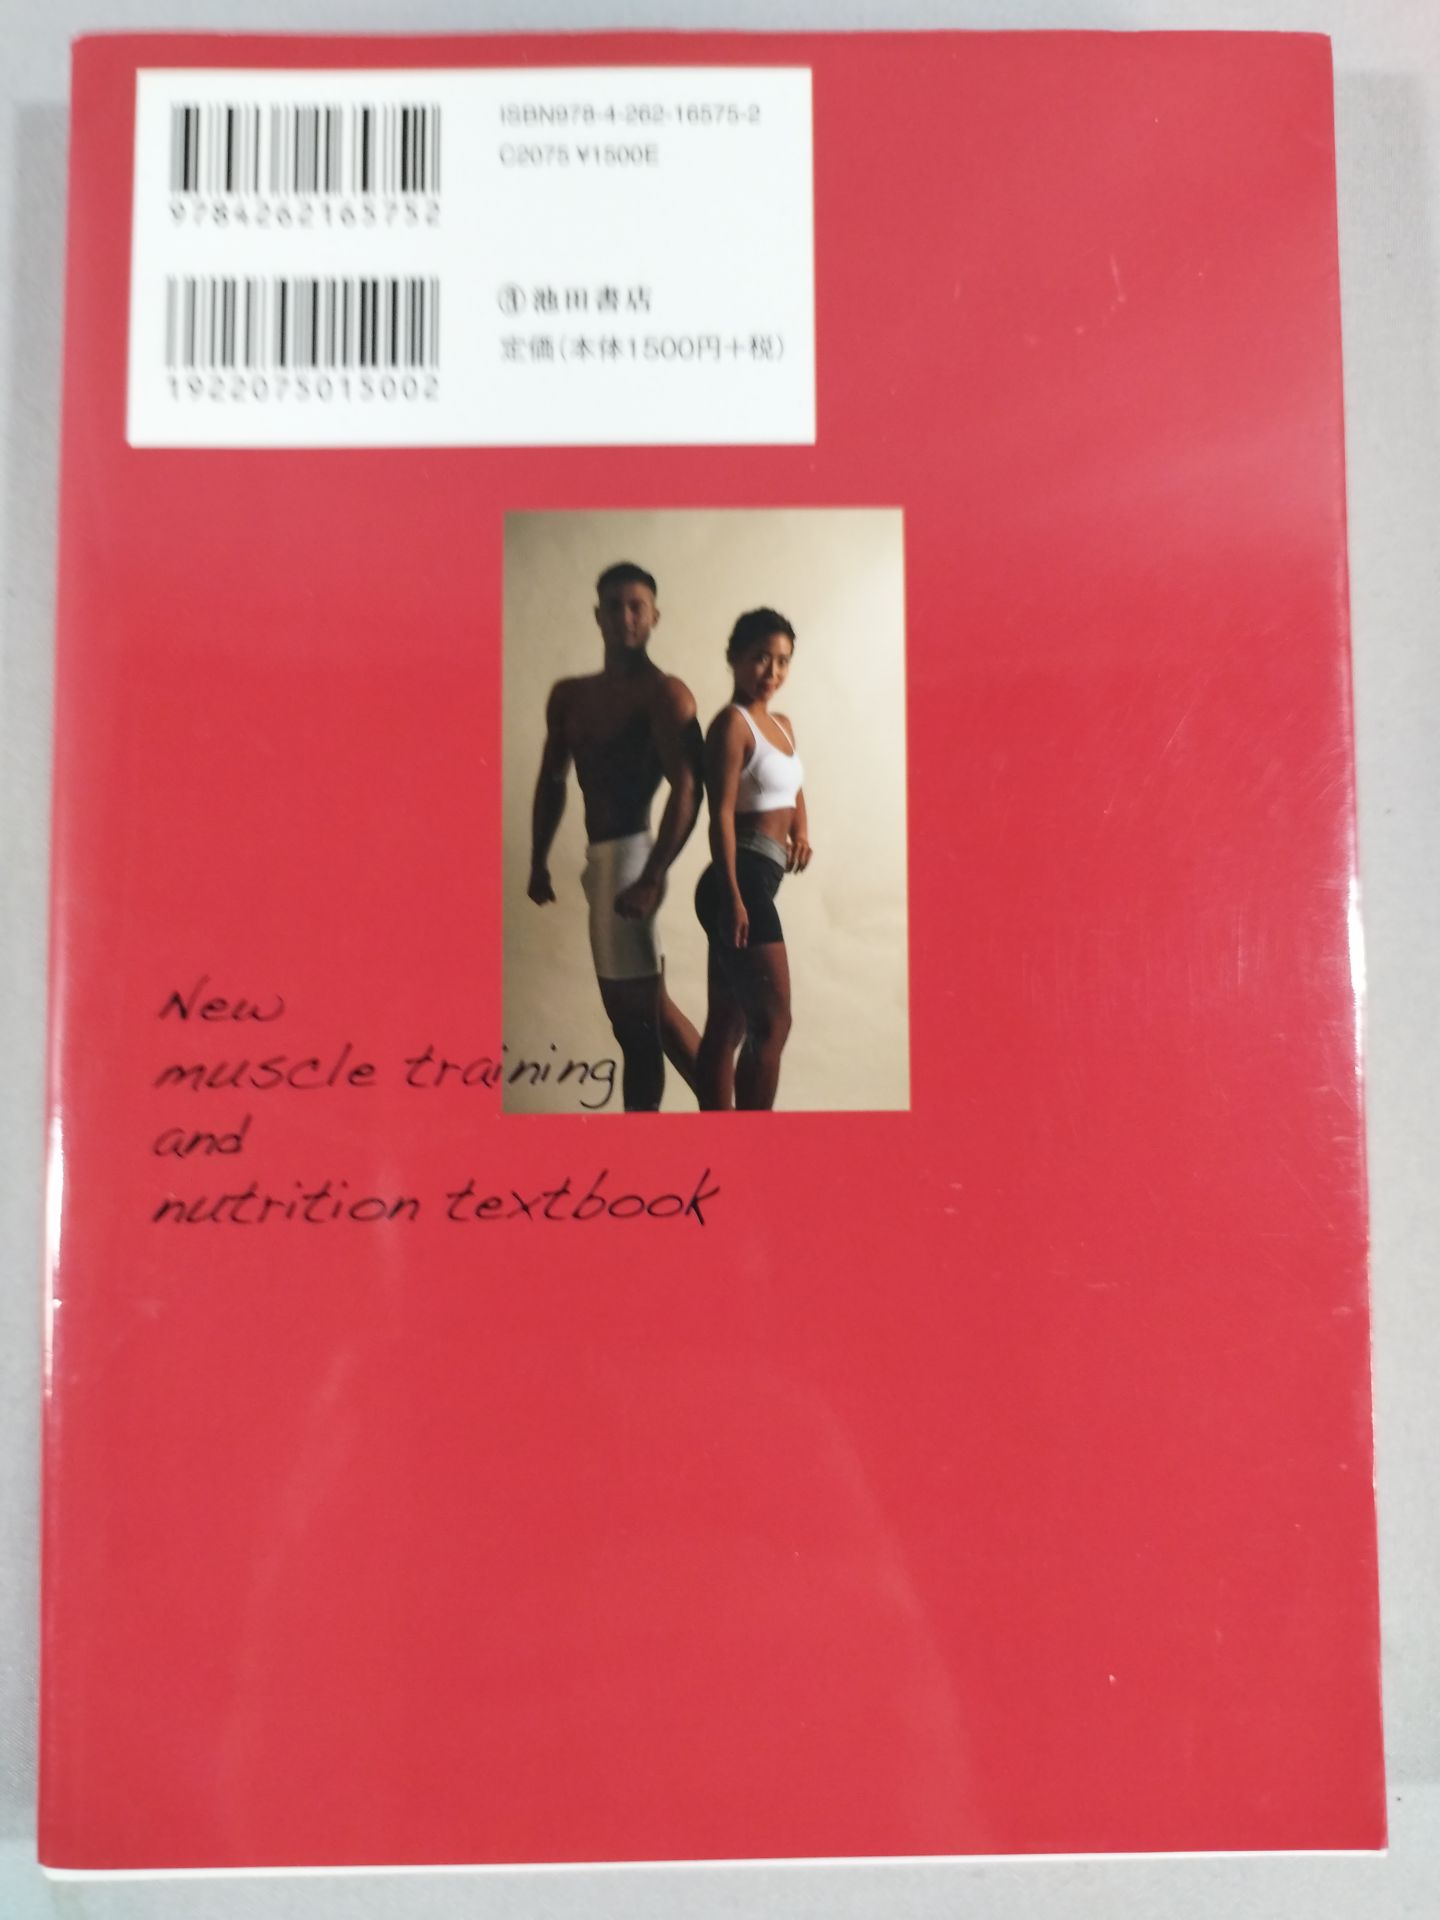 ISBN978-4-262-16575-2
C2075 ¥1500E
9784262165752
池田書店
定価(本体1500円+税)
1922075015002
New
muscle training
and
nutrition textbook